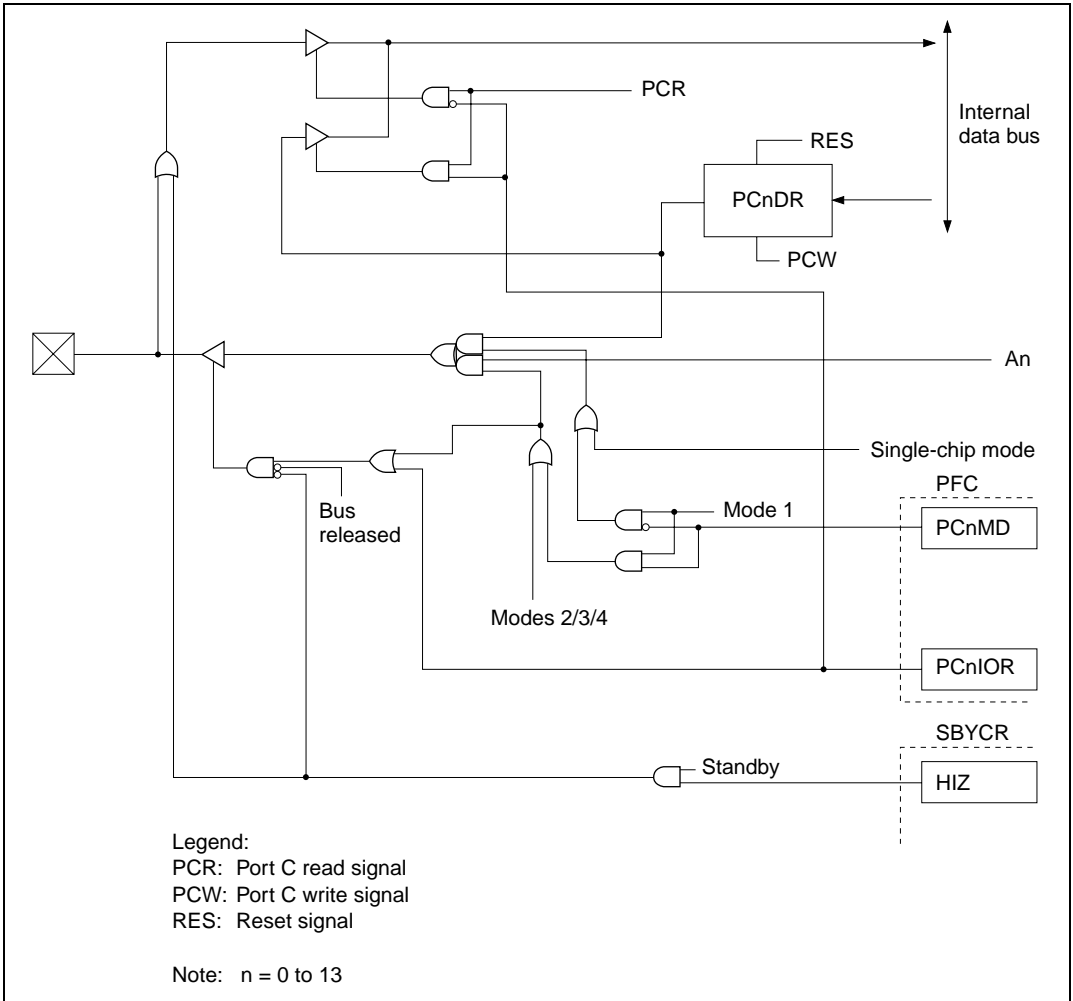 PCR
Internal
data bus
RES
PCnDR
PCW
An
Single-chip mode
PFC
Bus
released
Mode 1
PCnMD
Modes 2/3/4
PCnIOR
SBYCR
Standby
HIZ
Legend:
PCR: Port C read signal
PCW: Port C write signal
RES: Reset signal
Note: n = 0 to 13